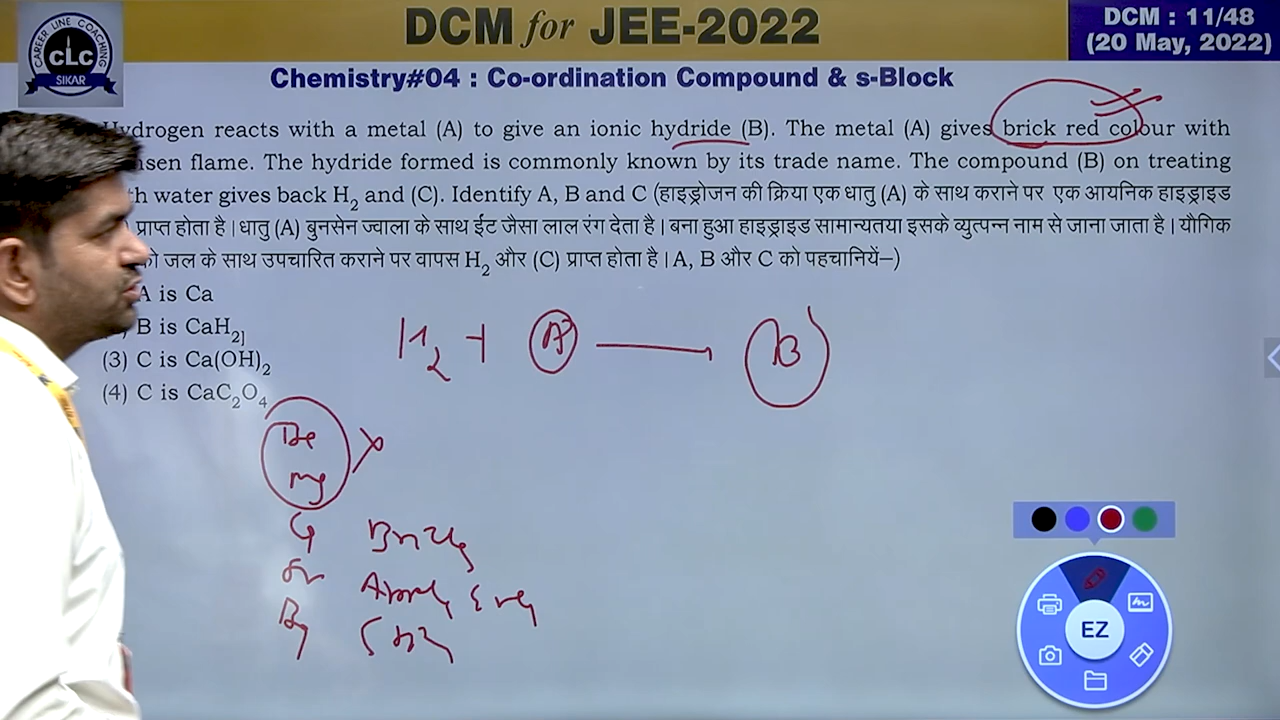 DCM for JEE-2022
DCM : 11/48
(20 May, 2022)
CAREER LINE COACHING
CLC
SIKAR
Chemistry#04 : Co-ordination Compound & s-Block
Hydrogen reacts with a metal (A) to give an ionic hydride (B). The metal (A) gives brick red colour with
flame. The hydride formed is commonly known by its trade name. The compound (B) on treating
water gives back H₂ and (C). Identify A, B and C (हाइड्रोजन की क्रिया एक धातु (A) के साथ कराने पर एक आयनिक हाइड्राइड
प्राप्त होता है। धातु (A) बुनसेन ज्वाला के साथ ईंट जैसा लाल रंग देता है। बना हुआ हाइड्राइड सामान्यतया इसके व्युत्पन्न नाम से जाना जाता है। यौगिक
को जल के साथ उपचारित कराने पर वापस H₂ और (C) प्राप्त होता है। A, B और C को पहचानियें–)
A is Ca
) B is CaH₂]
(3) C is Ca(OH)₂
(4) C is CaC₂O₄
H₂ + A B
Be
mg
Sr
EZ